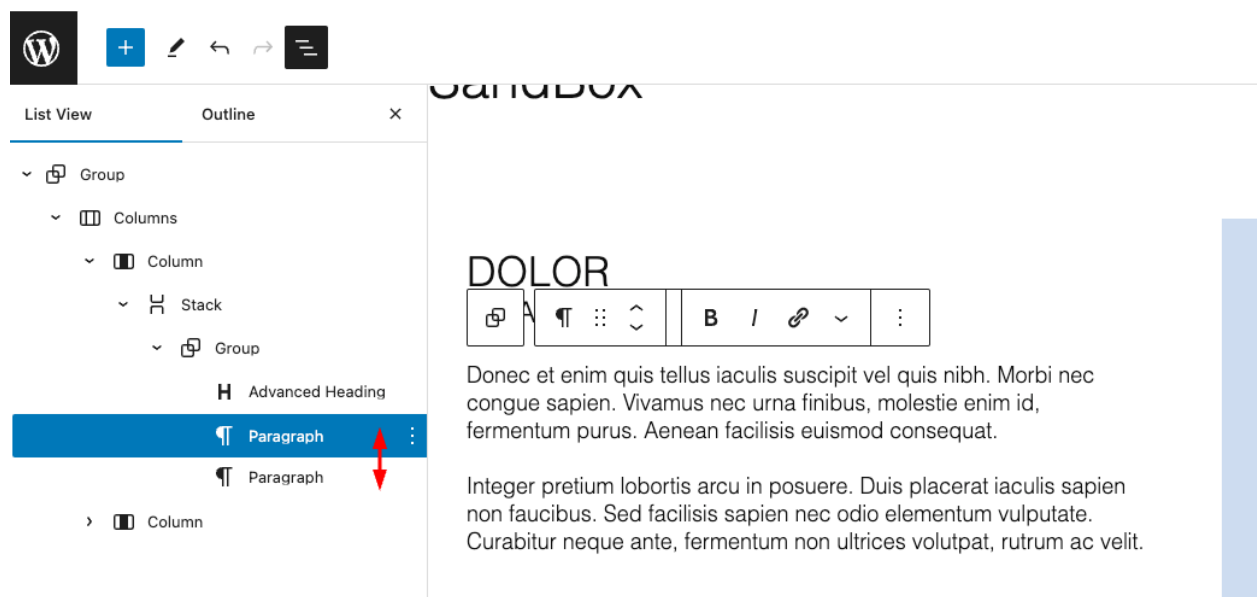 SandBox
List View
Outline
Group
Columns
Column
Stack
Group
H Advanced Heading
Paragraph
Paragraph
Column
DOLOR
B I
Donec et enim quis tellus iaculis suscipit vel quis nibh. Morbi nec
congue sapien. Vivamus nec urna finibus, molestie enim id,
fermentum purus. Aenean facilisis euismod consequat.
Integer pretium lobortis arcu in posuere. Duis placerat iaculis sapien
non faucibus. Sed facilisis sapien nec odio elementum vulputate.
Curabitur neque ante, fermentum non ultrices volutpat, rutrum ac velit.